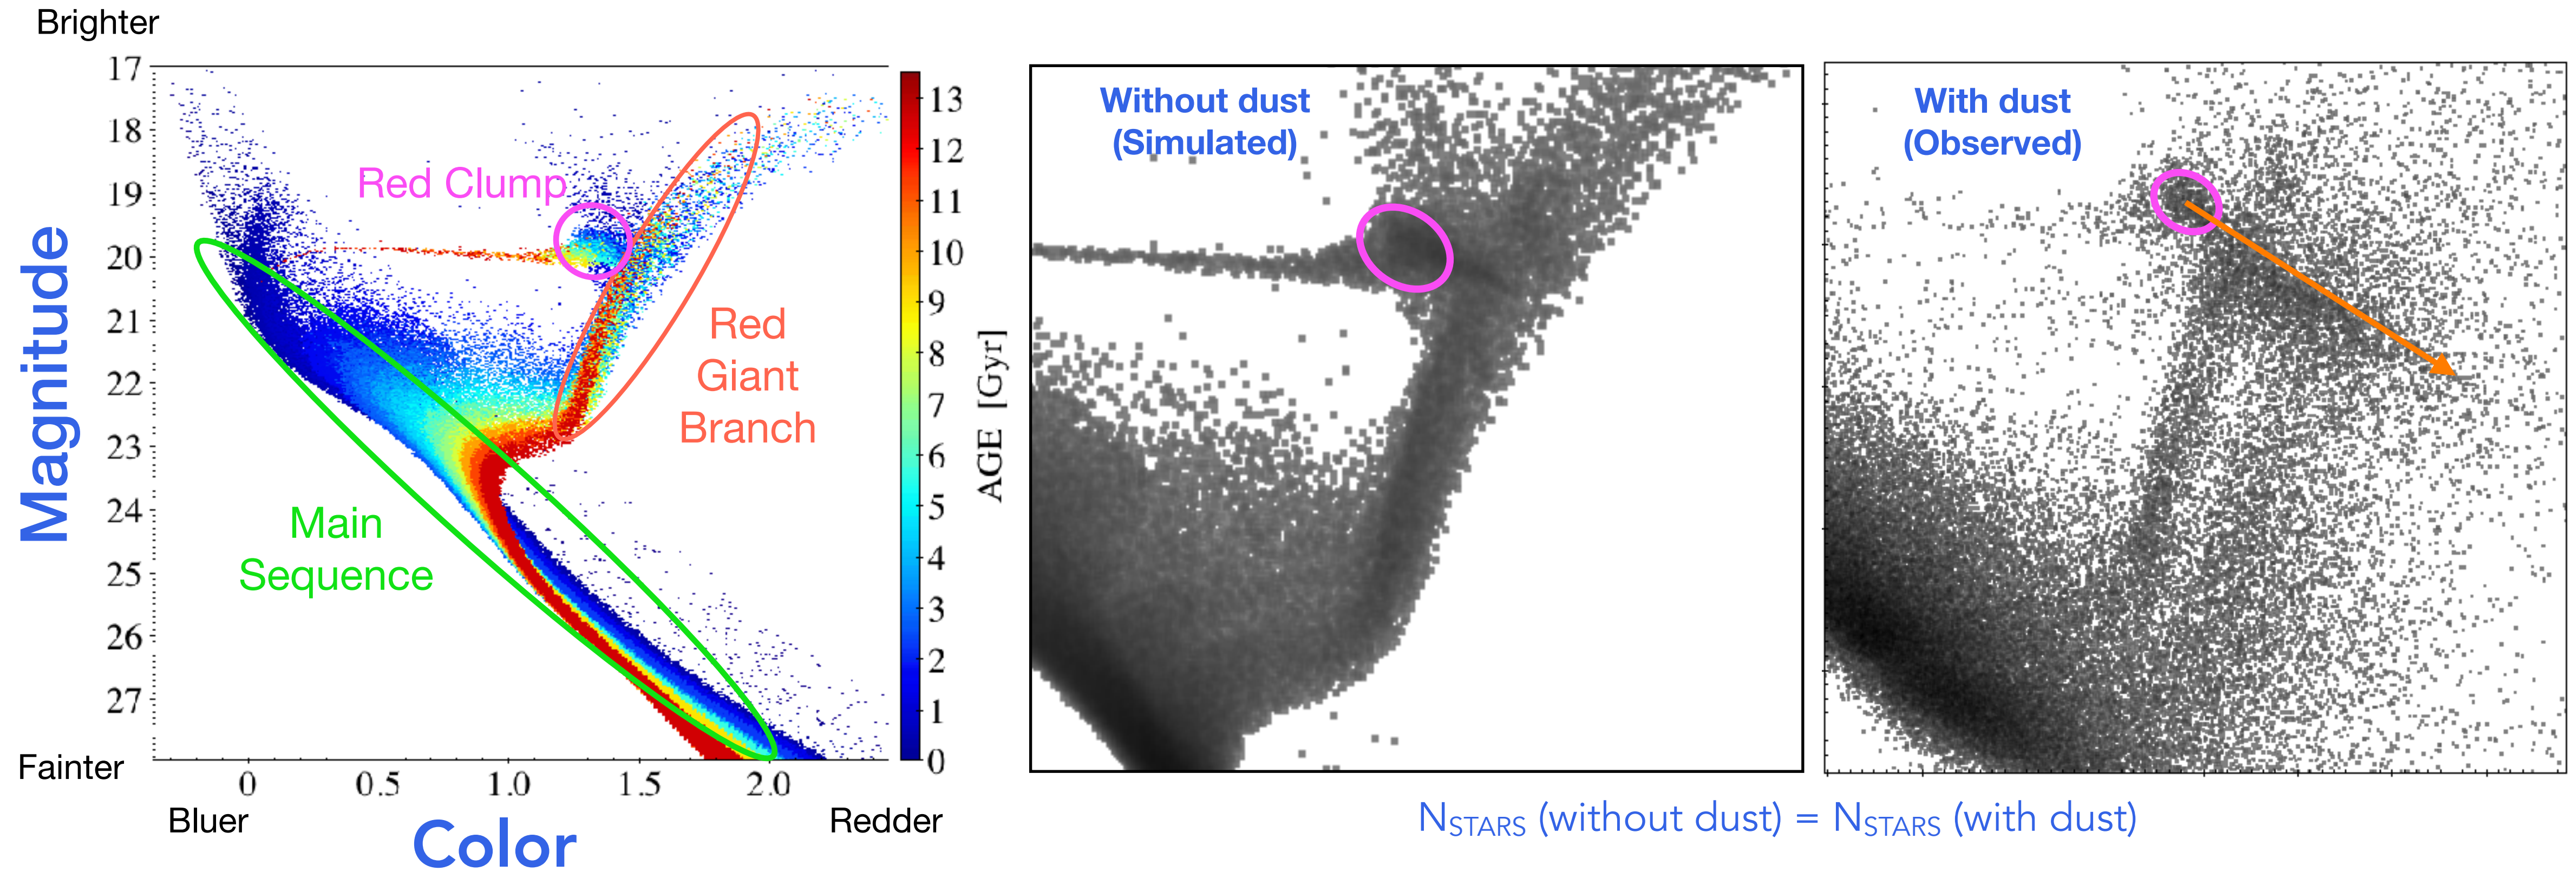 Brighter
Magnitude
17
18
19
20
21
22
23
24
25
26
27
Fainter
Red Clump
Red
Giant
Branch
Main
Sequence
0
0.5
1.0
1.5
2.0
Bluer
Color
Redder
13
12
11
10
9
8
7
6
5
4
3
2
1
0
AGE [Gyr]
Without dust
(Simulated)
With dust
(Observed)
NSTARS (without dust) = NSTARS (with dust)